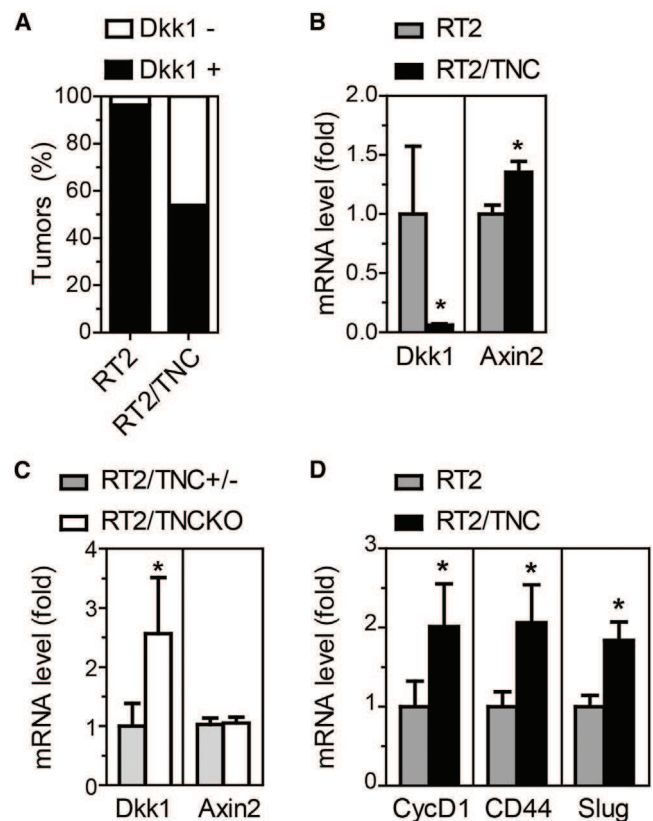 A
Dkk1 -
Dkk1 +
Tumors (%)
100
80
60
40
20
0
RT2
RT2/TNC
B
RT2
RT2/TNC
mRNA level (fold)
2.0
1.5
1.0
0.5
0.0
*
*
Dkk1 Axin2
C
RT2/TNC+/-
RT2/TNCKO
mRNA level (fold)
4
3
2
1
0
*
Dkk1 Axin2
D
RT2
RT2/TNC
mRNA level (fold)
3
2
1
0
* * *
CycD1 CD44 Slug